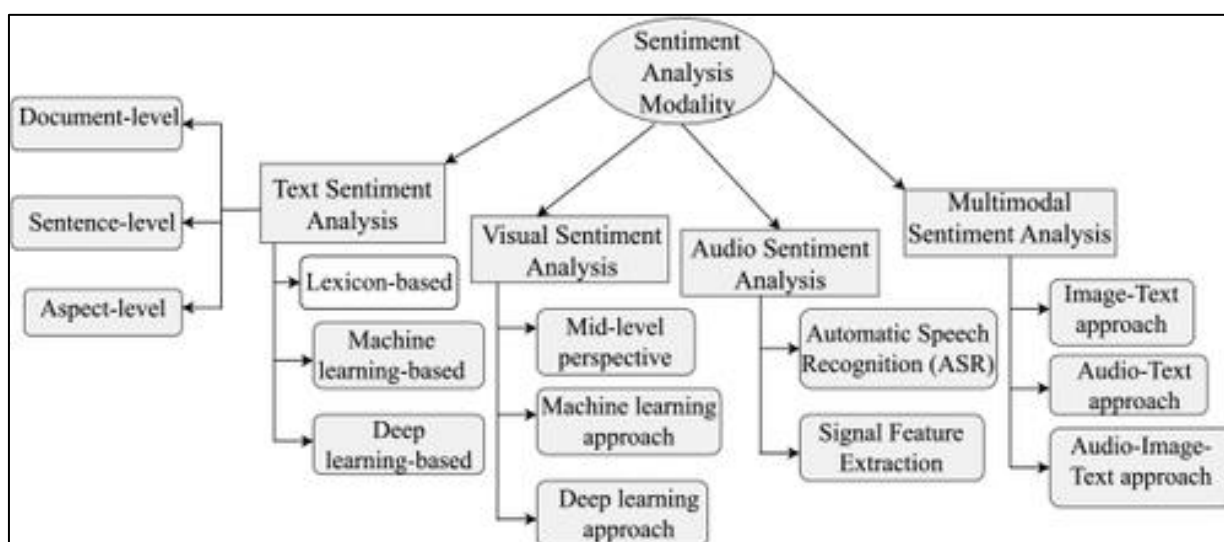 Sentiment
Analysis
Modality
Document-level
Sentence-level
Aspect-level
Text Sentiment
Analysis
Lexicon-based
Machine
learning-based
Deep
learning-based
Visual Sentiment
Analysis
Mid-level
perspective
Machine learning
approach
Deep learning
approach
Audio Sentiment
Analysis
Automatic Speech
Recognition (ASR)
Signal Feature
Extraction
Multimodal
Sentiment Analysis
Image-Text
approach
Audio-Text
approach
Audio-Image-
Text approach